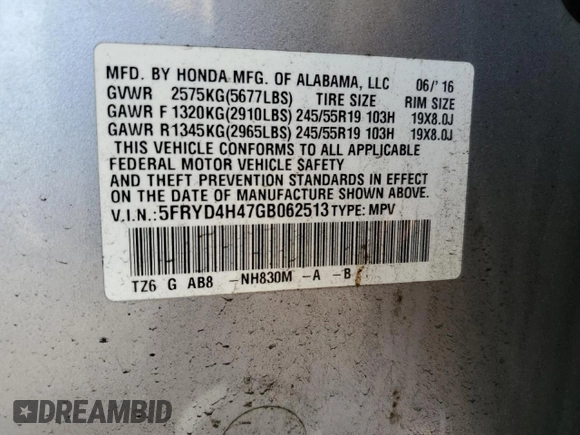 MFD. BY HONDA MFG. OF ALABAMA, LLC 06/'16
GVWR 2575KG(5677LBS) TIRE SIZE RIM SIZE
GAWR F 1320KG(2910LBS) 245/55R19 103H 19X8.0J
GAWR R1345KG(2965LBS) 245/55R19 103H 19X8.0J
THIS VEHICLE CONFORMS TO ALL APPLICABLE
FEDERAL MOTOR VEHICLE SAFETY
AND THEFT PREVENTION STANDARDS IN EFFECT
ON THE DATE OF MANUFACTURE SHOWN ABOVE.
V.I.N.:5FRYD4H47GB062513 TYPE: MPV
TZ6 G AB8 -NH830M -A -B
DREAMBID